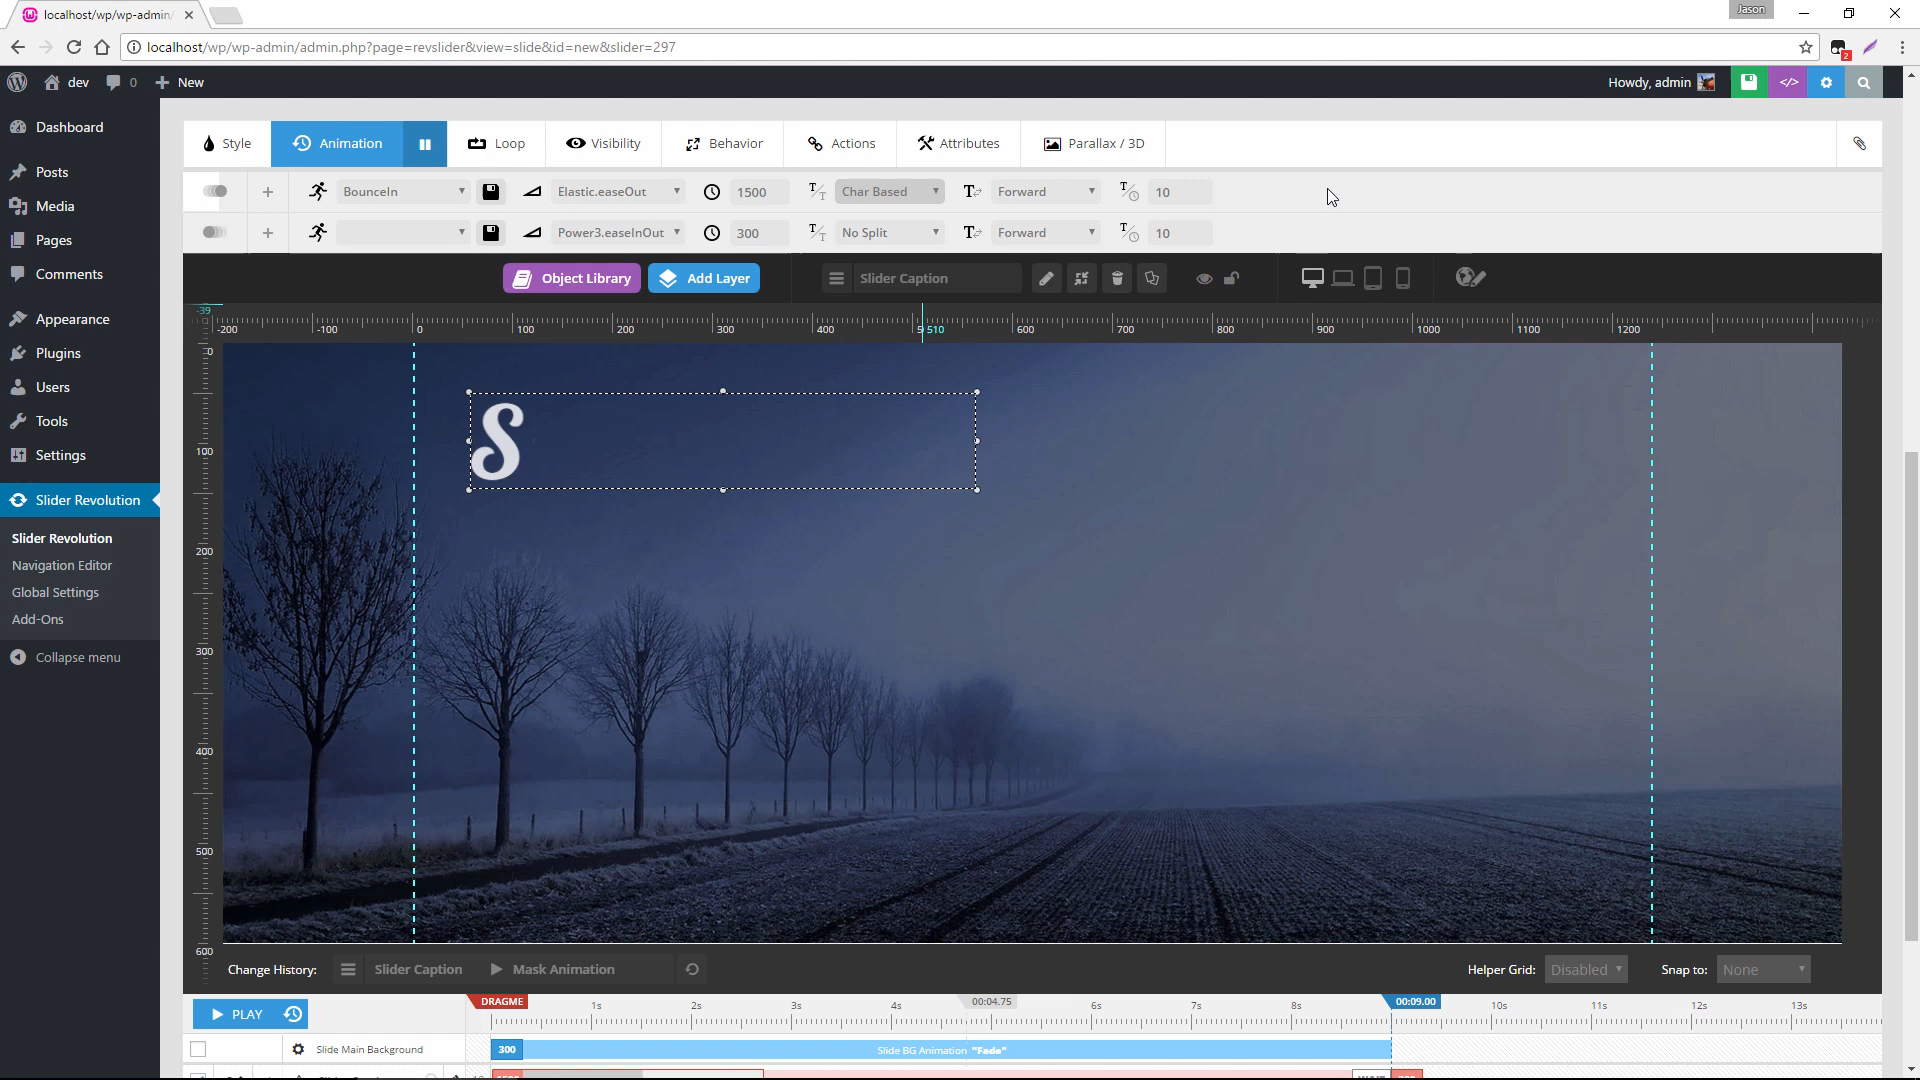 localhost/wp/wp-admin
Jason
localhost/wp/wp-admin/admin.php?page=revslider&view=slide&id=new&slider=297
2
dev 0 New Howdy, admin
Dashboard
Posts
Media
Pages
Comments
Appearance
Plugins
Users
Tools
Settings
Slider Revolution
Slider Revolution
Navigation Editor
Global Settings
Add-Ons
Collapse menu
Style Animation Loop Visibility Behavior Actions Attributes Parallax / 3D
BounceIn Elastic.easeOut 1500 Char Based Forward 10
Power3.easeInOut 300 No Split Forward 10
Object Library Add Layer Slider Caption
-39
-200 -100 0 100 200 300 400 510 600 700 800 900 1000 1100 1200
0
100
200
300
400
500
600
S
Change History: Slider Caption Mask Animation Helper Grid: Disabled Snap to: None
PLAY DRAGME 1s 2s 3s 4s 00:04.75 6s 7s 8s 00:09.00 10s 11s 12s 13s
Slide Main Background 300 Slide BG Animation "Fade"